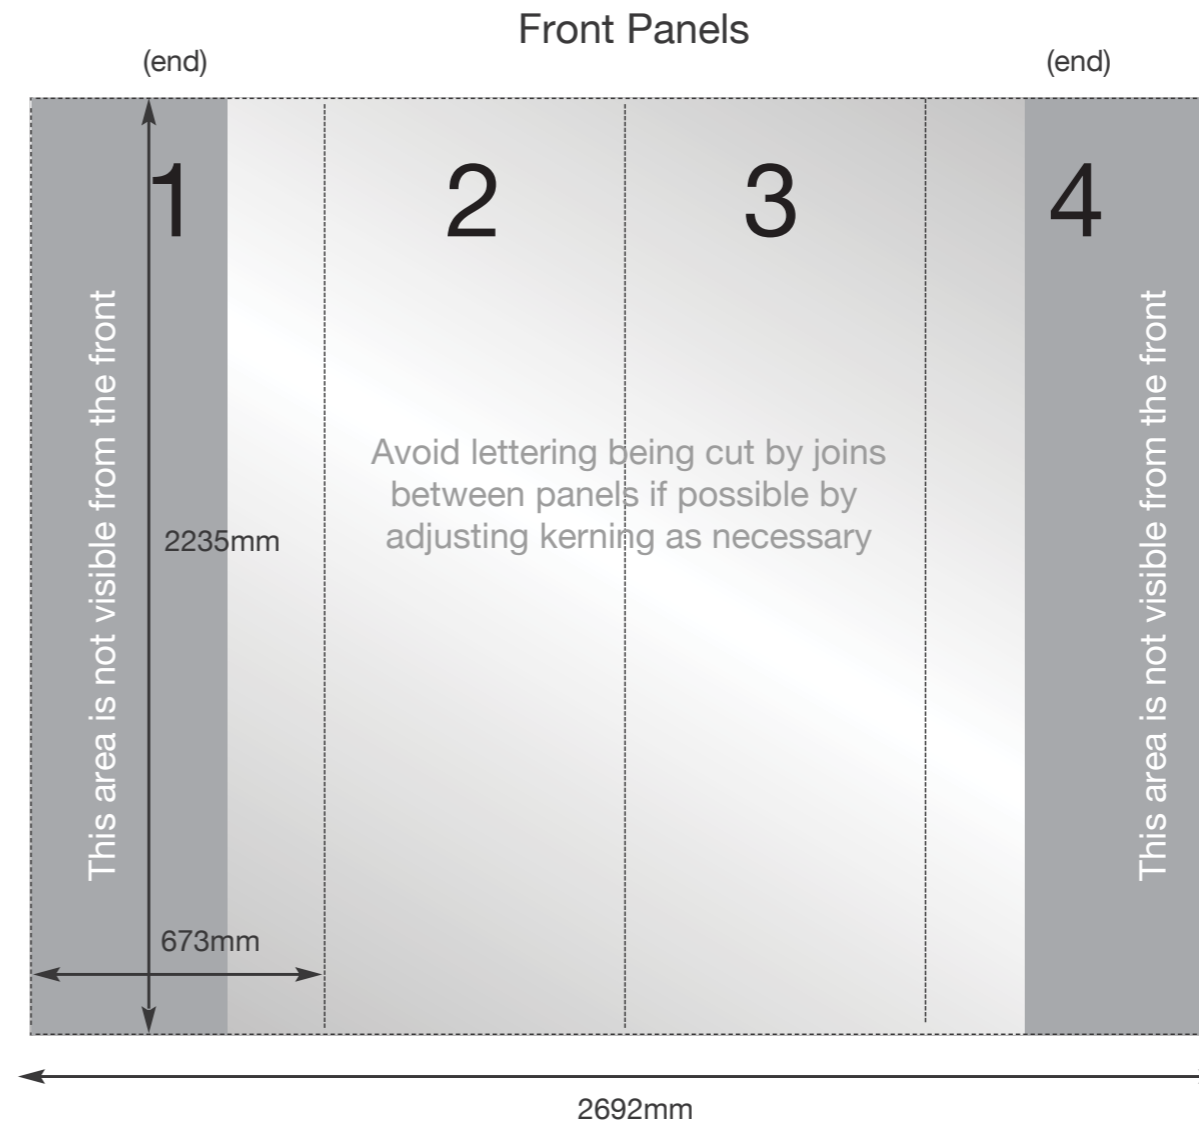 Front Panels
(end)
(end)
1
2
3
4
This area is not visible from the front
This area is not visible from the front
Avoid lettering being cut by joins
between panels if possible by
adjusting kerning as necessary
2235mm
673mm
2692mm